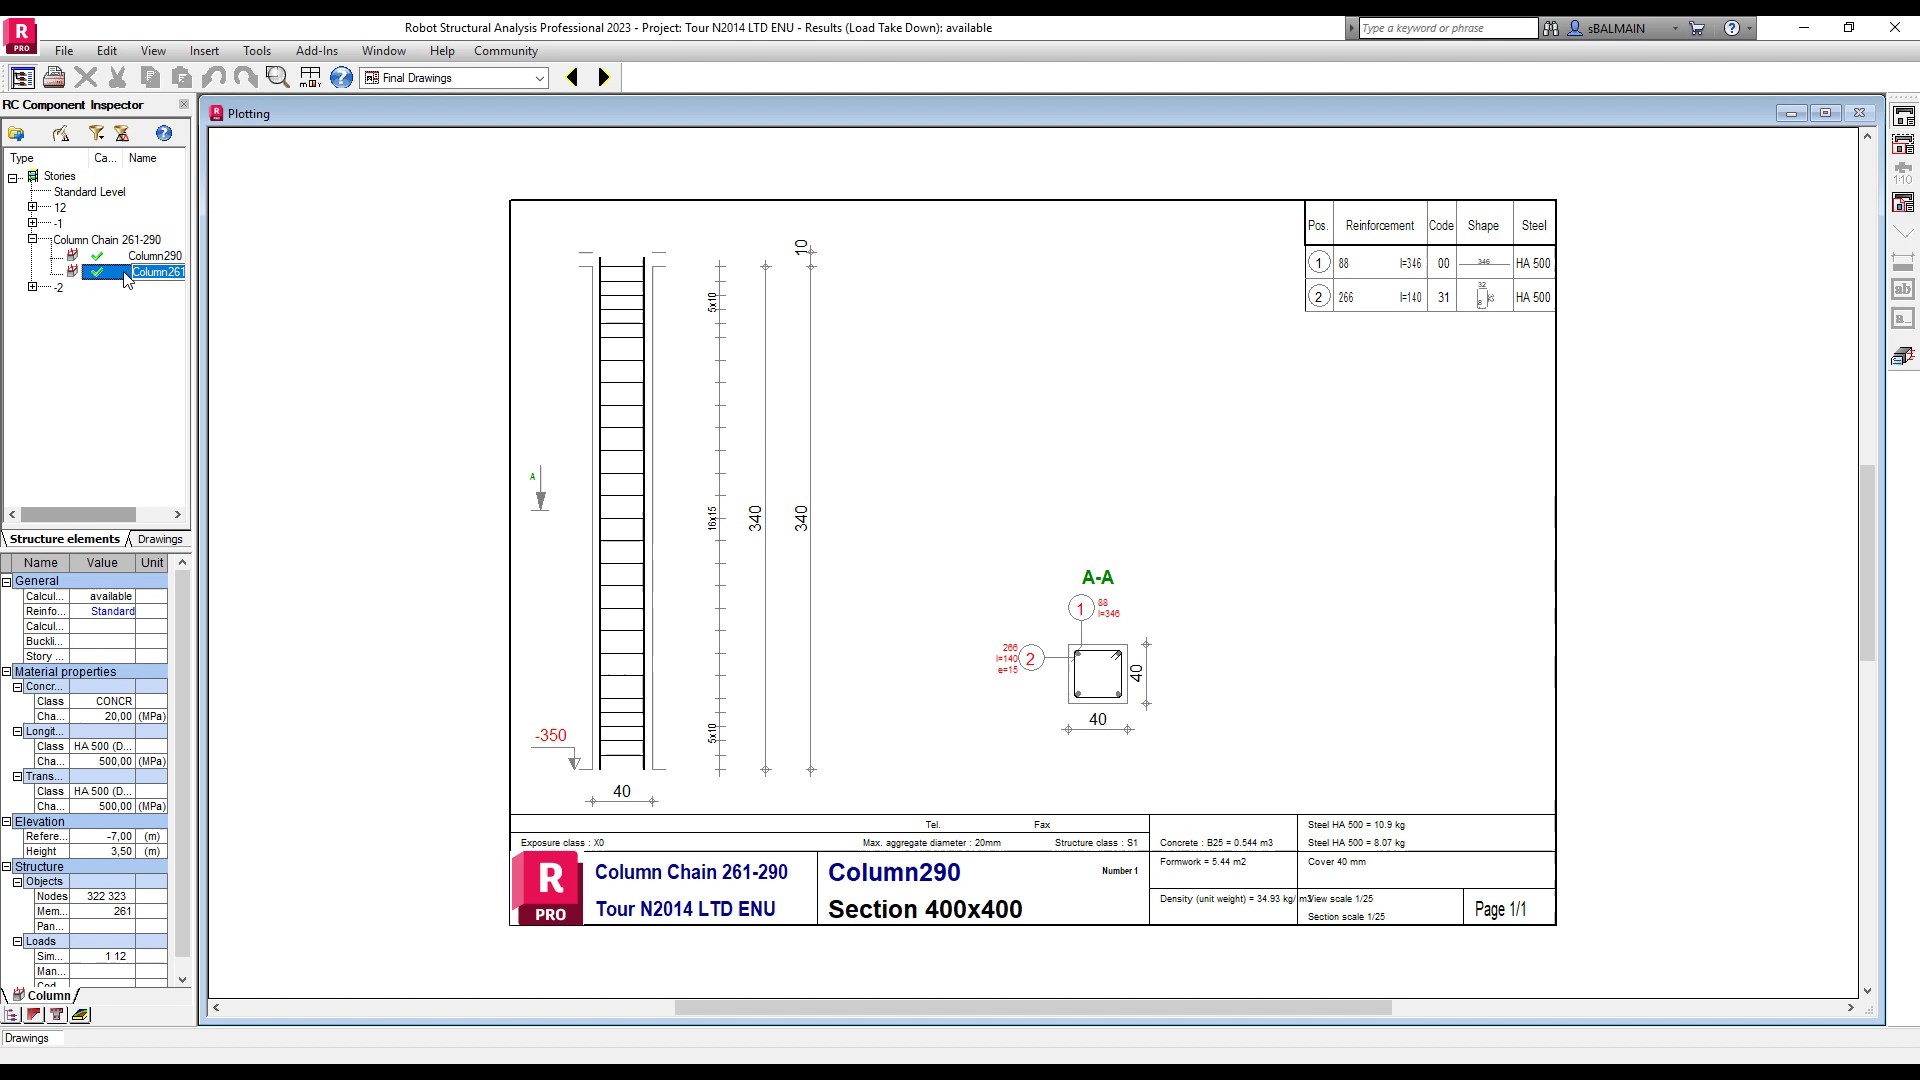 Robot Structural Analysis Professional 2023 - Project: Tour N2014 LTD ENU - Results (Load Take Down): available
Type a keyword or phrase
sBALMAIN
R
PRO
File Edit View Insert Tools Add-Ins Window Help Community
Final Drawings
RC Component Inspector
Type Ca... Name
Stories
Standard Level
12
-1
Column Chain 261-290
Column290
Column261
-2
Structure elements Drawings
Name Value Unit
General
Calcul... available
Reinfo... Standard
Calcul...
Buckli...
Story ...
Material properties
Concr...
Class CONCR
Cha... 20,00 (MPa)
Longit...
Class HA 500 (D...
Cha... 500,00 (MPa)
Trans...
Class HA 500 (D...
Cha... 500,00 (MPa)
Elevation
Refere... -7,00 (m)
Height 3,50 (m)
Structure
Objects
Nodes 322 323
Mem... 261
Pan...
Loads
Sim... 1 12
Man...
Cod...
Column
Drawings
Plotting
Pos. Reinforcement Code Shape Steel
1 88 l=346 00 346 HA 500
2 266 l=140 31 32 8 HA 500
10
5x10
A
16x15
340
340
5x10
-350
40
A-A
1 88
l=346
266
l=140
e=15
2
40
40
Tel. Fax
Exposure class : X0 Max. aggregate diameter : 20mm Structure class : S1
Concrete : B25 = 0.544 m3
Steel HA 500 = 10.9 kg
Steel HA 500 = 8.07 kg
Formwork = 5.44 m2
Cover 40 mm
Density (unit weight) = 34.93 kg/ m3
View scale 1/25
Section scale 1/25
Page 1/1
R
PRO
Column Chain 261-290
Tour N2014 LTD ENU
Column290
Number 1
Section 400x400
1:10
ab
a_